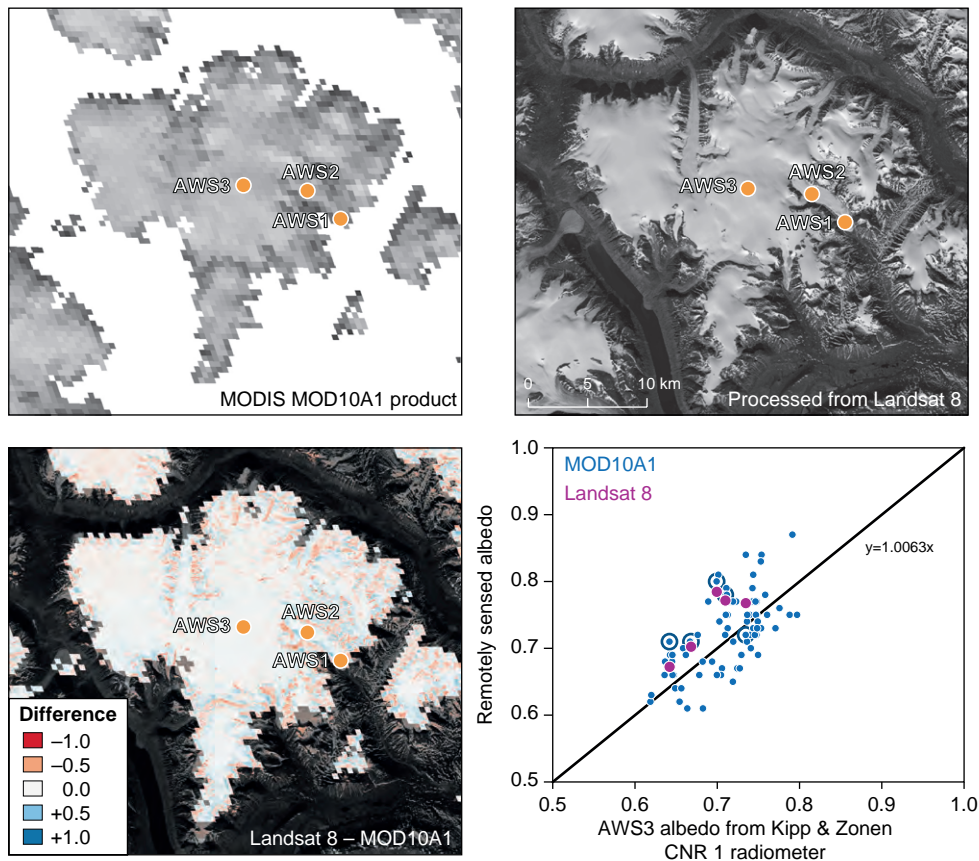 AWS3
AWS2
AWS1
MODIS MOD10A1 product
AWS3
AWS2
AWS1
0 5 10 km
Processed from Landsat 8
AWS3
AWS2
AWS1
Difference
–1.0
–0.5
0.0
+0.5
+1.0
Landsat 8 – MOD10A1
MOD10A1
Landsat 8
y=1.0063x
Remotely sensed albedo
1.0
0.9
0.8
0.7
0.6
0.5
0.5 0.6 0.7 0.8 0.9 1.0
AWS3 albedo from Kipp & Zonen
CNR 1 radiometer